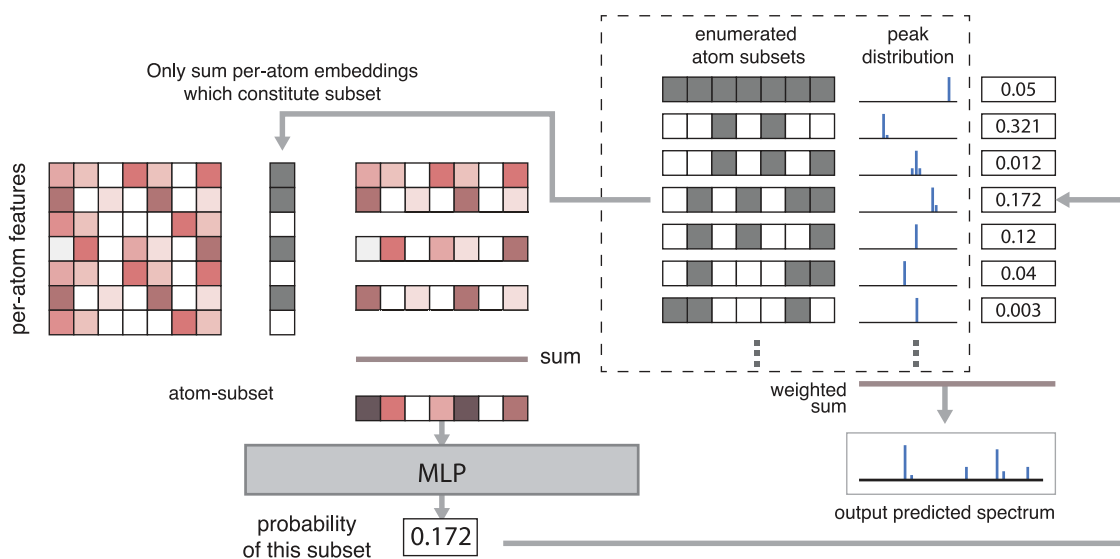 enumerated
atom subsets
peak
distribution
Only sum per-atom embeddings
which constitute subset
0.05
0.321
0.012
0.172
0.12
0.04
0.003
per-atom features
sum
atom-subset
weighted
sum
MLP
output predicted spectrum
probability
of this subset
0.172